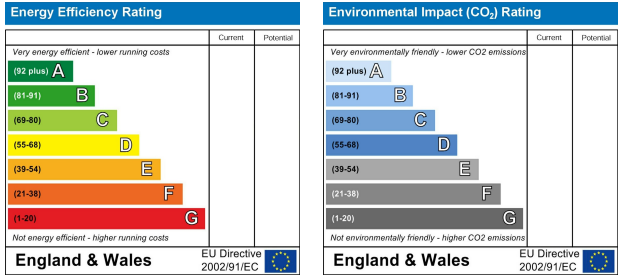 Energy Efficiency Rating
Current Potential
Very energy efficient - lower running costs
(92 plus) A
(81-91) B
(69-80) C
(55-68) D
(39-54) E
(21-38) F
(1-20) G
Not energy efficient - higher running costs
England & Wales
EU Directive
2002/91/EC
Environmental Impact (CO₂) Rating
Current Potential
Very environmentally friendly - lower CO2 emissions
(92 plus) A
(81-91) B
(69-80) C
(55-68) D
(39-54) E
(21-38) F
(1-20) G
Not environmentally friendly - higher CO2 emissions
England & Wales
EU Directive
2002/91/EC